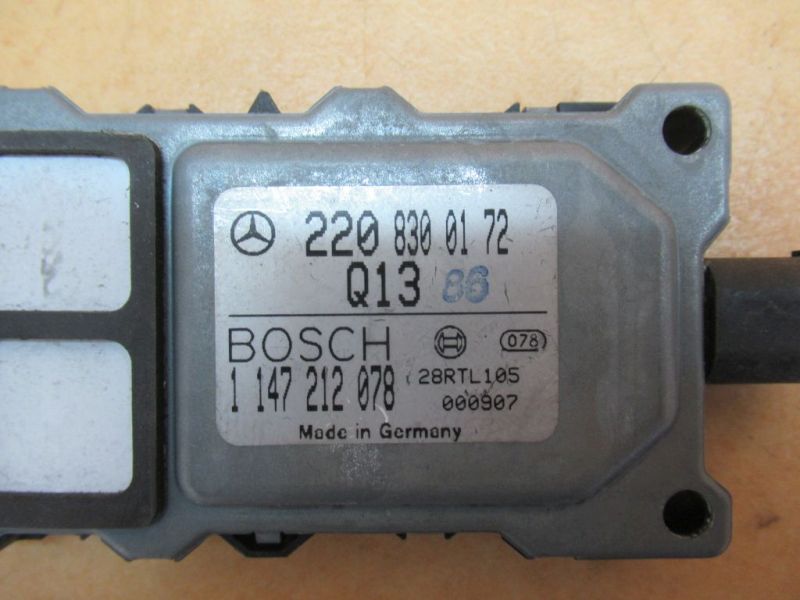 220 830 01 72
Q13 86
BOSCH 078
1 147 212 078 28RTL105
000907
Made in Germany